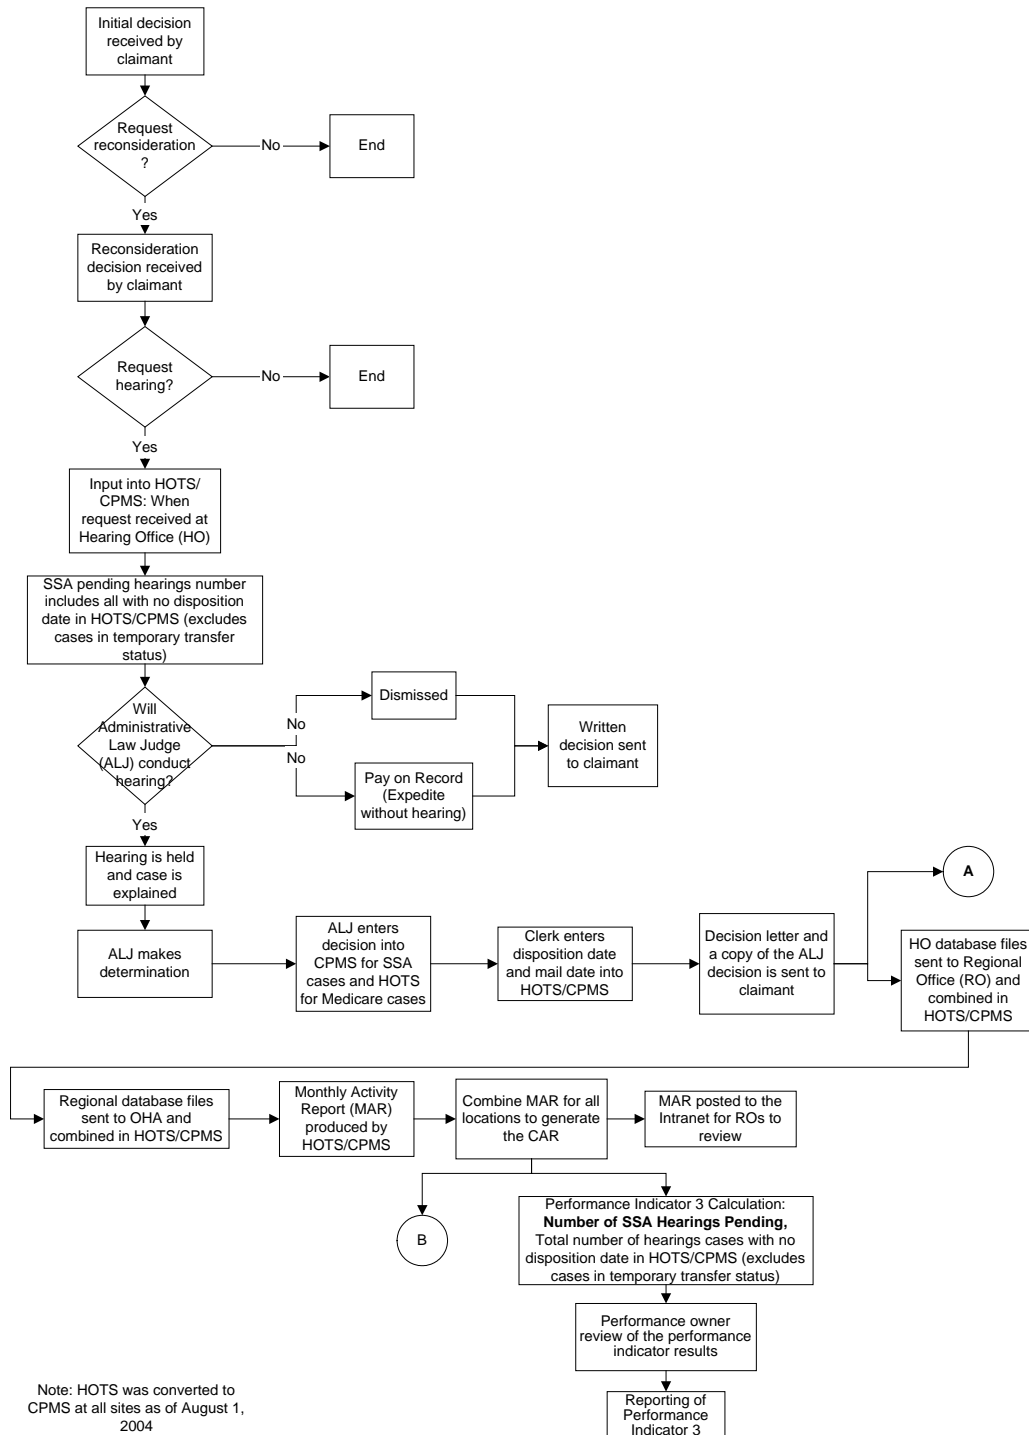 Initial decision
received by
claimant
Request
reconsideration
?
No
End
Yes
Reconsideration
decision received
by claimant
Request
hearing?
No
End
Yes
Input into HOTS/
CPMS: When
request received at
Hearing Office (HO)
SSA pending hearings number
includes all with no disposition
date in HOTS/CPMS (excludes
cases in temporary transfer
status)
Will
Administrative
Law Judge
(ALJ) conduct
hearing?
No
No
Dismissed
Pay on Record
(Expedite
without hearing)
Written
decision sent
to claimant
Yes
Hearing is held
and case is
explained
ALJ makes
determination
ALJ enters
decision into
CPMS for SSA
cases and HOTS
for Medicare cases
Clerk enters
disposition date
and mail date into
HOTS/CPMS
Decision letter and
a copy of the ALJ
decision is sent to
claimant
A
HO database files
sent to Regional
Office (RO) and
combined in
HOTS/CPMS
Regional database files
sent to OHA and
combined in HOTS/CPMS
Monthly Activity
Report (MAR)
produced by
HOTS/CPMS
Combine MAR for all
locations to generate
the CAR
MAR posted to the
Intranet for ROs to
review
B
Performance Indicator 3 Calculation:
Number of SSA Hearings Pending,
Total number of hearings cases with no
disposition date in HOTS/CPMS (excludes
cases in temporary transfer status)
Performance owner
review of the performance
indicator results
Reporting of
Performance
Indicator 3
Note: HOTS was converted to
CPMS at all sites as of August 1,
2004